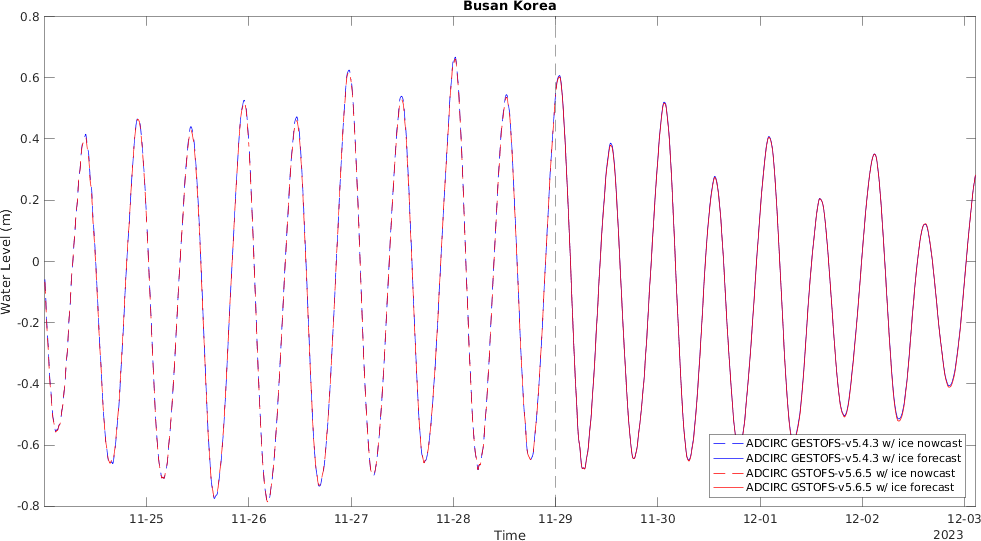 Busan Korea
0.8
0.6
0.4
0.2
0
-0.2
-0.4
-0.6
-0.8
Water Level (m)
ADCIRC GESTOFS-v5.4.3 w/ ice nowcast
ADCIRC GESTOFS-v5.4.3 w/ ice forecast
ADCIRC GSTOFS-v5.6.5 w/ ice nowcast
ADCIRC GSTOFS-v5.6.5 w/ ice forecast
11-25 11-26 11-27 11-28 11-29 11-30 12-01 12-02 12-03
Time 2023